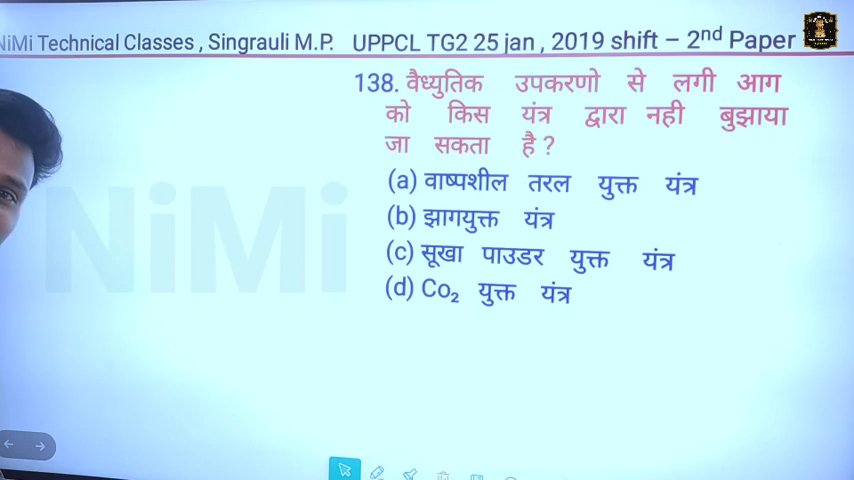 NiMi Technical Classes , Singrauli M.P. UPPCL TG2 25 jan , 2019 shift – 2nd Paper
138. वैध्युतिक उपकरणो से लगी आग
को किस यंत्र द्वारा नही बुझाया
जा सकता है ?
(a) वाष्पशील तरल युक्त यंत्र
(b) झागयुक्त यंत्र
(c) सूखा पाउडर युक्त यंत्र
(d) Co₂ युक्त यंत्र
NiMi